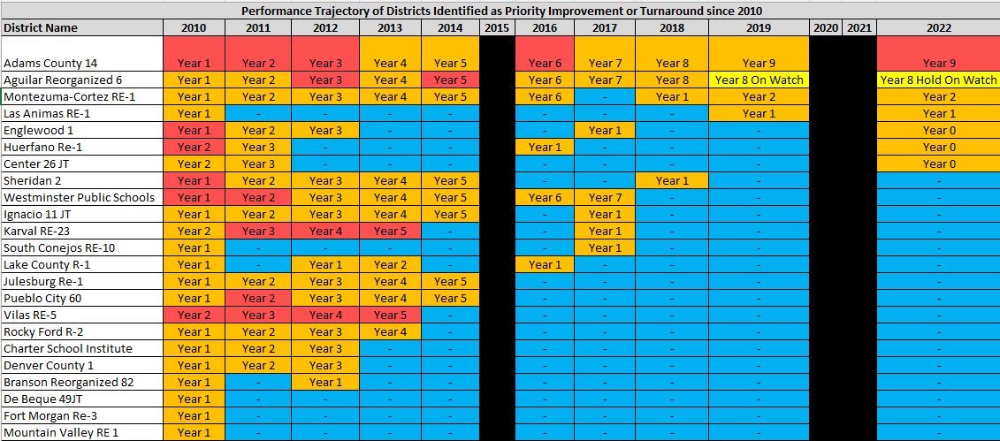 Performance Trajectory of Districts Identified as Priority Improvement or Turnaround since 2010
District Name 2010 2011 2012 2013 2014 2015 2016 2017 2018 2019 2020 2021 2022
Adams County 14 Year 1 Year 2 Year 3 Year 4 Year 5 Year 6 Year 7 Year 8 Year 9 Year 9
Aguilar Reorganized 6 Year 1 Year 2 Year 3 Year 4 Year 5 Year 6 Year 7 Year 8 Year 8 On Watch Year 8 Hold On Watch
Montezuma-Cortez RE-1 Year 1 Year 2 Year 3 Year 4 Year 5 Year 6 - Year 1 Year 2 Year 2
Las Animas RE-1 Year 1 - - - - - - - Year 1 Year 1
Englewood 1 Year 1 Year 2 Year 3 - - - Year 1 - - Year 0
Huerfano Re-1 Year 2 Year 3 - - - Year 1 - - - Year 0
Center 26 JT Year 2 Year 3 - - - - - - - Year 0
Sheridan 2 Year 1 Year 2 Year 3 Year 4 Year 5 - - Year 1 - -
Westminster Public Schools Year 1 Year 2 Year 3 Year 4 Year 5 Year 6 Year 7 - - -
Ignacio 11 JT Year 1 Year 2 Year 3 Year 4 Year 5 - Year 1 - - -
Karval RE-23 Year 2 Year 3 Year 4 Year 5 - - Year 1 - - -
South Conejos RE-10 Year 1 - - - - - Year 1 - - -
Lake County R-1 Year 1 - Year 1 Year 2 - Year 1 - - - -
Julesburg Re-1 Year 1 Year 2 Year 3 Year 4 Year 5 - - - - -
Pueblo City 60 Year 1 Year 2 Year 3 Year 4 Year 5 - - - - -
Vilas RE-5 Year 2 Year 3 Year 4 Year 5 - - - - - -
Rocky Ford R-2 Year 1 Year 2 Year 3 Year 4 - - - - - -
Charter School Institute Year 1 Year 2 Year 3 - - - - - - -
Denver County 1 Year 1 Year 2 Year 3 - - - - - - -
Branson Reorganized 82 Year 1 - Year 1 - - - - - - -
De Beque 49JT Year 1 - - - - - - - - -
Fort Morgan Re-3 Year 1 - - - - - - - - -
Mountain Valley RE 1 Year 1 - - - - - - - - -